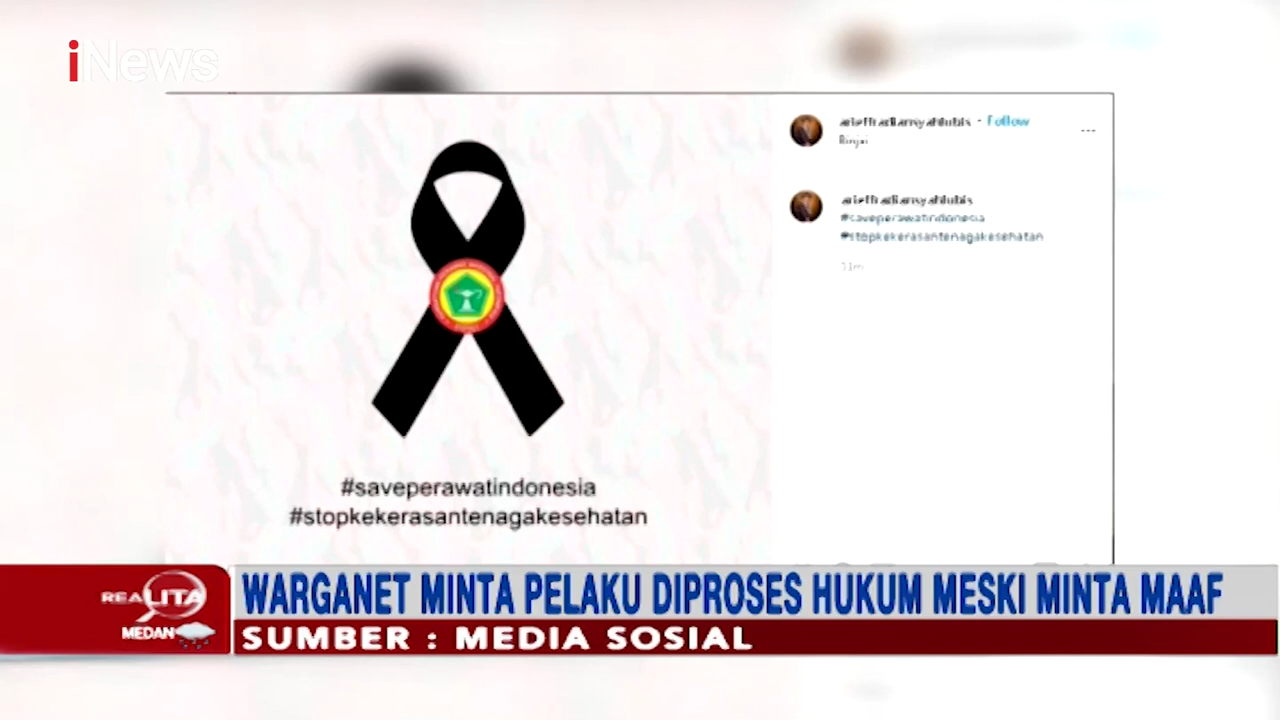 iNews
Follow
Binjai
#saveperawatindonesia
#stopkekerasantenagakesehatan
#saveperawatindonesia
#stopkekerasantenagakesehatan
REALITA
MEDAN
WARGANET MINTA PELAKU DIPROSES HUKUM MESKI MINTA MAAF
SUMBER : MEDIA SOSIAL